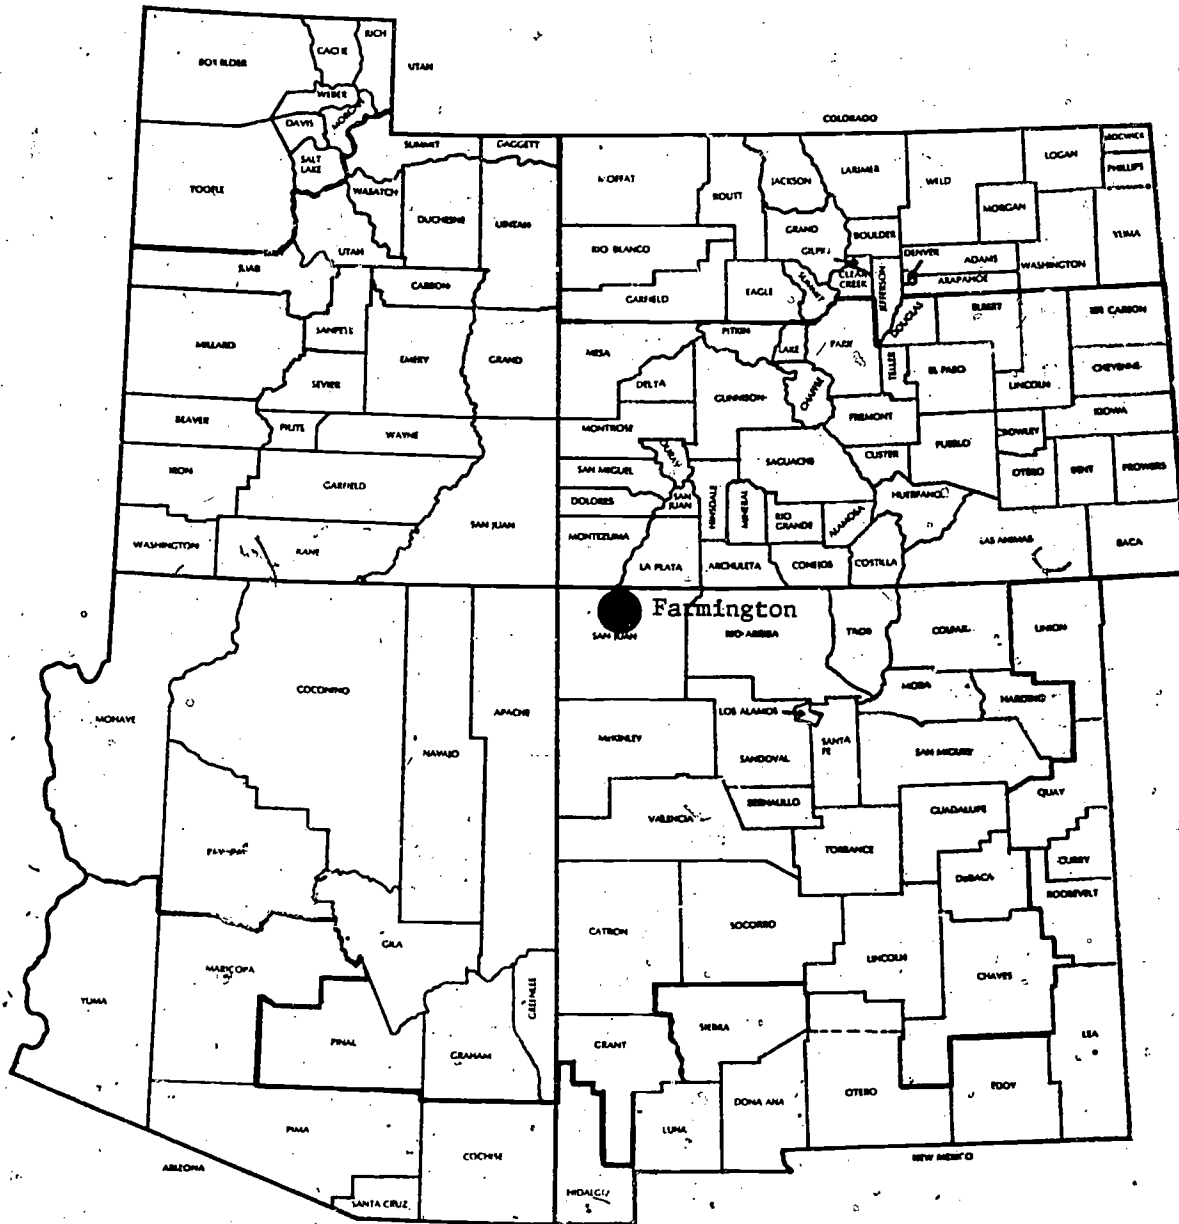 UTAH
CACHE
RICH
BOX ELDER
WEBER
MORGAN
DAVIS
SALT
LAKE
SUMMIT
DAGGETT
TOOELE
WASATCH
DUCHESNE
UINTAH
UTAH
JUAB
CARBON
SANPETE
MILLARD
EMERY
GRAND
SEVIER
BEAVER
PIUTE
WAYNE
IRON
GARFIELD
SAN JUAN
WASHINGTON
KANE
COLORADO
MOFFAT
ROUTT
JACKSON
LARIMER
WELD
LOGAN
SEDGWICK
PHILLIPS
MORGAN
YUMA
RIO BLANCO
GRAND
BOULDER
GILPIN
DENVER
ADAMS
ARAPAHOE
WASHINGTON
CLEAR
CREEK
JEFFERSON
GARFIELD
EAGLE
SUMMIT
DOUGLAS
ELBERT
KIT CARSON
PITKIN
LAKE
PARK
MESA
TELLER
EL PASO
CHEYENNE
DELTA
GUNNISON
CHAFFEE
LINCOLN
FREMONT
KIOWA
MONTROSE
CROWLEY
PUEBLO
OURAY
SAGUACHE
CUSTER
SAN MIGUEL
OTERO
BENT
PROWERS
DOLORES
SAN
JUAN
HINSDALE
MINERAL
RIO
GRANDE
ALAMOSA
HUERFANO
MONTEZUMA
LAS ANIMAS
BACA
LA PLATA
ARCHULETA
CONEJOS
COSTILLA
Farmington
SAN JUAN
RIO ARRIBA
TAOS
COLFAX
UNION
MORA
HARDING
LOS ALAMOS
McKINLEY
SANDOVAL
SANTA
FE
SAN MIGUEL
QUAY
BERNALILLO
GUADALUPE
VALENCIA
TORRANCE
CURRY
DeBACA
ROOSEVELT
CATRON
SOCORRO
LINCOLN
CHAVES
SIERRA
LEA
GRANT
OTERO
EDDY
DONA ANA
LUNA
HIDALGO
NEW MEXICO
MOHAVE
COCONINO
NAVAJO
APACHE
GILA
MARICOPA
YUMA
GREENLEE
PINAL
GRAHAM
PIMA
COCHISE
ARIZONA
SANTA CRUZ